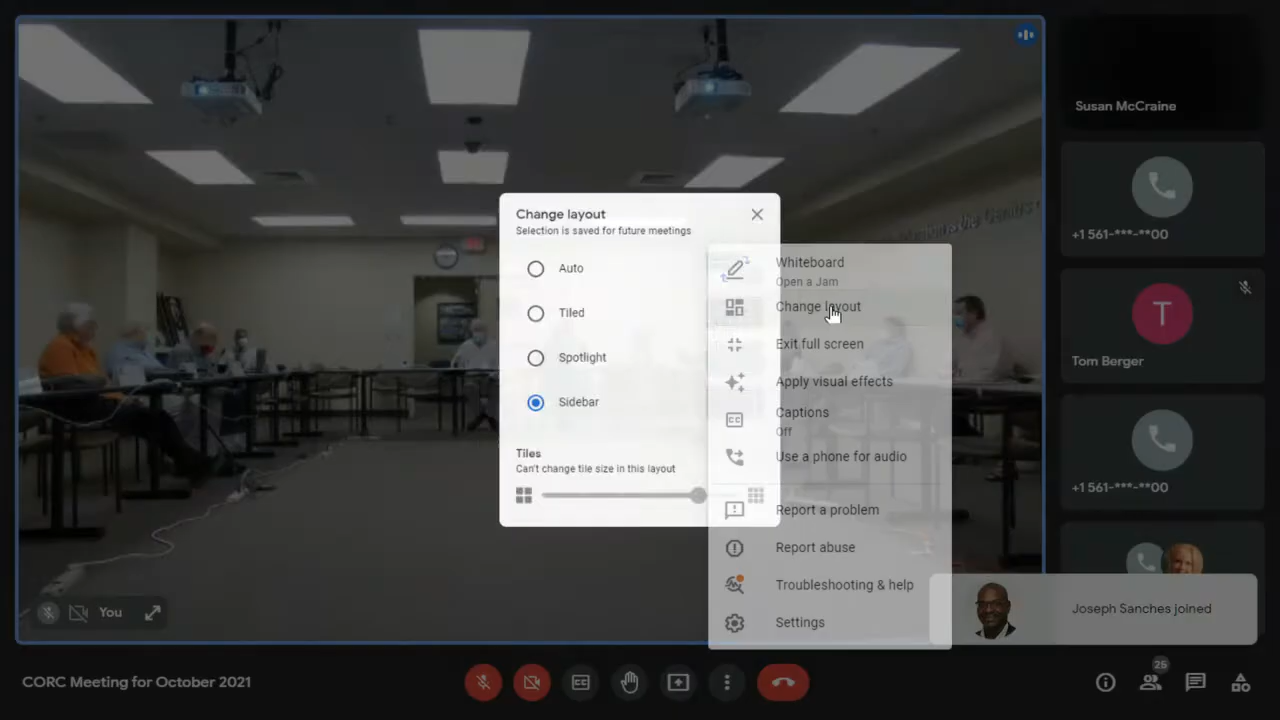 Susan McCraine
+1 561-***-**00
Tom Berger
+1 561-***-**00
Joseph Sanches joined
Change layout
Selection is saved for future meetings
Auto
Tiled
Spotlight
Sidebar
Tiles
Can't change tile size in this layout
Whiteboard
Open a Jam
Change layout
Exit full screen
Apply visual effects
CC
Captions
Off
Use a phone for audio
Report a problem
Report abuse
Troubleshooting & help
Settings
T
You
CORC Meeting for October 2021
CC
25